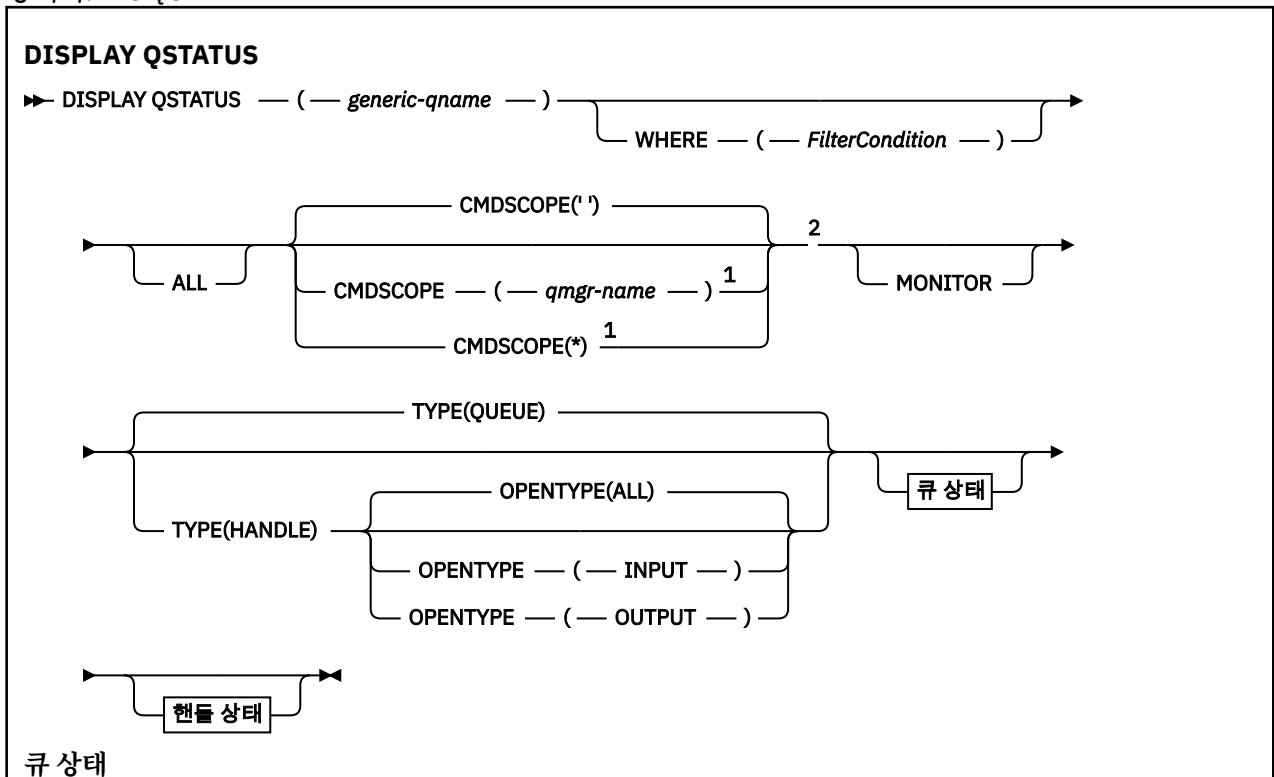 DISPLAY QSTATUS
DISPLAY QSTATUS ( generic-qname )
WHERE ( FilterCondition )
CMDSCOPE(' ')
2
ALL
CMDSCOPE ( qmgr-name ) 1
MONITOR
CMDSCOPE(*) 1
TYPE(QUEUE)
OPENTYPE(ALL)
큐 상태
TYPE(HANDLE)
OPENTYPE ( INPUT )
OPENTYPE ( OUTPUT )
핸들 상태
큐 상태